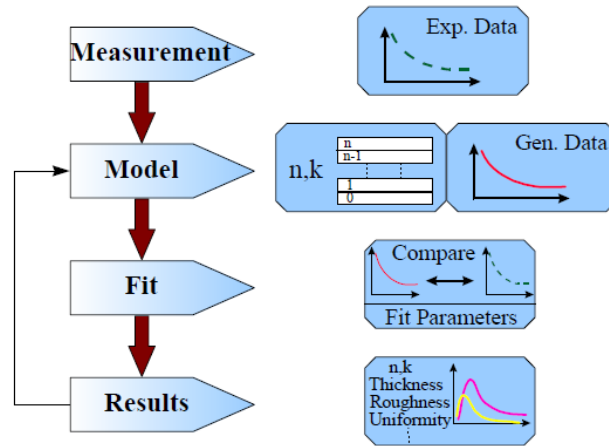 Measurement
Exp. Data
Model
n,k
n
n-1
1
0
Gen. Data
Fit
Compare
Fit Parameters
Results
n,k
Thickness
Roughness
Uniformity